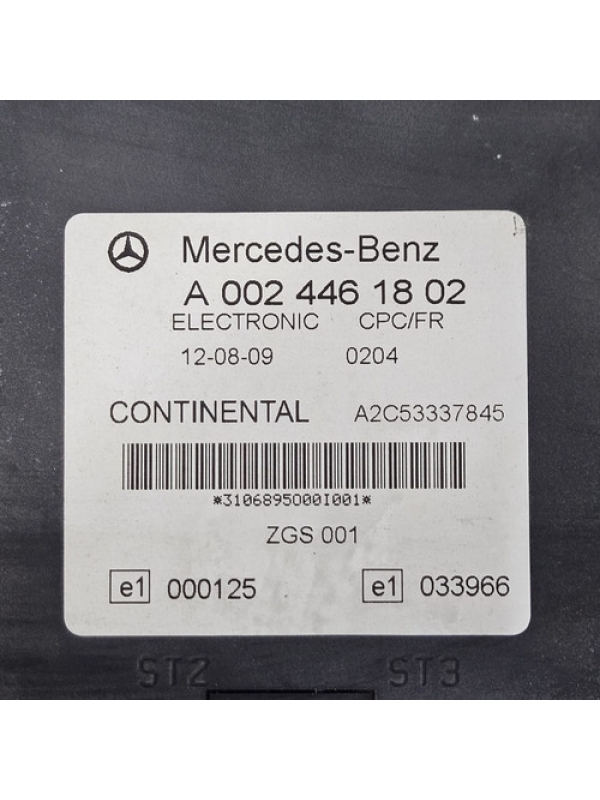 Mercedes-Benz
A 002 446 18 02
ELECTRONIC CPC/FR
12-08-09 0204
CONTINENTAL A2C53337845
*3106895000I001*
ZGS 001
e1 000125 e1 033966
ST2 ST3